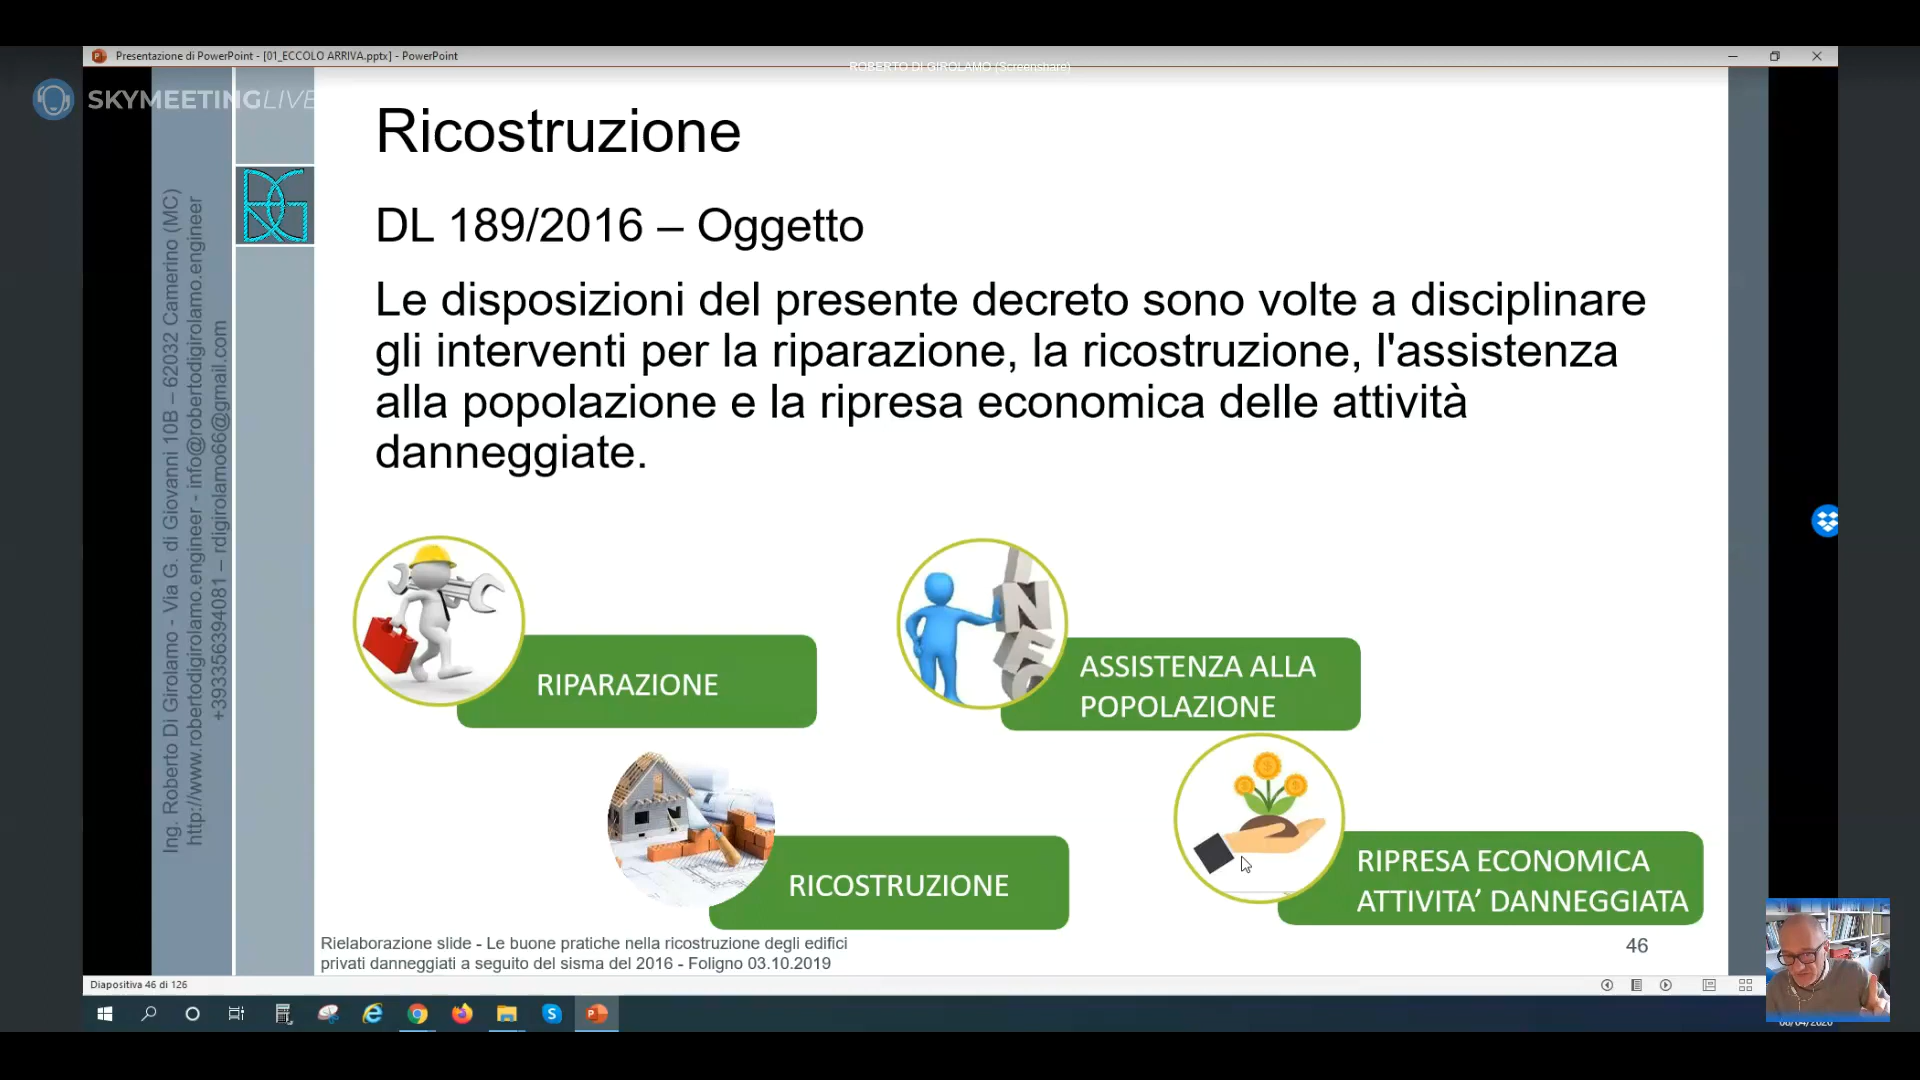 Presentazione di PowerPoint - [01_ECCOLO ARRIVA.pptx] - PowerPoint
ROBERTO DI GIROLAMO (Screenshare)
SKYMEETINGLIVE
Ricostruzione
DL 189/2016 – Oggetto
Le disposizioni del presente decreto sono volte a disciplinare
gli interventi per la riparazione, la ricostruzione, l'assistenza
alla popolazione e la ripresa economica delle attività
danneggiate.
Ing. Roberto Di Girolamo - Via G. di Giovanni 10B – 62032 Camerino (MC)
http://www.robertodigirolamo.engineer - info@robertodigirolamo.engineer
+393356394081 – rdigirolamo66@gmail.com
RIPARAZIONE
ASSISTENZA ALLA
POPOLAZIONE
RICOSTRUZIONE
RIPRESA ECONOMICA
ATTIVITA’ DANNEGGIATA
Rielaborazione slide - Le buone pratiche nella ricostruzione degli edifici
privati danneggiati a seguito del sisma del 2016 - Foligno 03.10.2019
46
Diapositiva 46 di 126